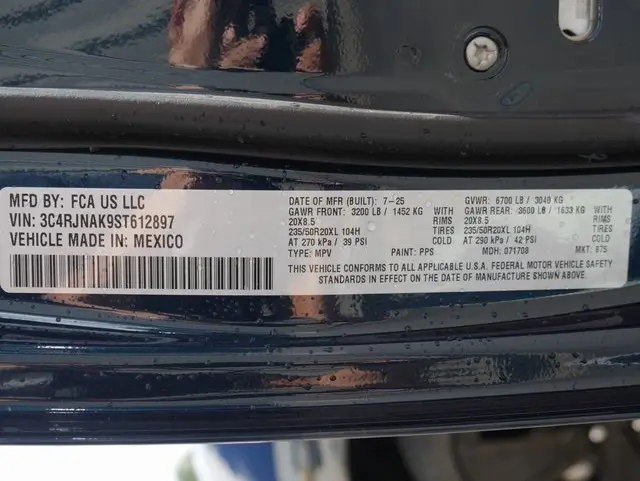 MFD BY: FCA US LLC
VIN: 3C4RJNAK9ST612897
VEHICLE MADE IN: MEXICO
DATE OF MFR (BUILT): 7-25 GVWR: 6700 LB / 3040 KG
GAWR FRONT: 3200 LB / 1452 KG WITH GAWR REAR: 3600 LB / 1633 KG WITH
20X8.5 RIMS 20X8.5 RIMS
235/50R20XL 104H TIRES 235/50R20XL 104H TIRES
AT 270 kPa / 39 PSI COLD AT 290 kPa / 42 PSI COLD
TYPE: MPV PAINT: PPS MDH: 071708 MKT: 875
THIS VEHICLE CONFORMS TO ALL APPLICABLE U.S.A. FEDERAL MOTOR VEHICLE SAFETY
STANDARDS IN EFFECT ON THE DATE OF MANUFACTURE SHOWN ABOVE.